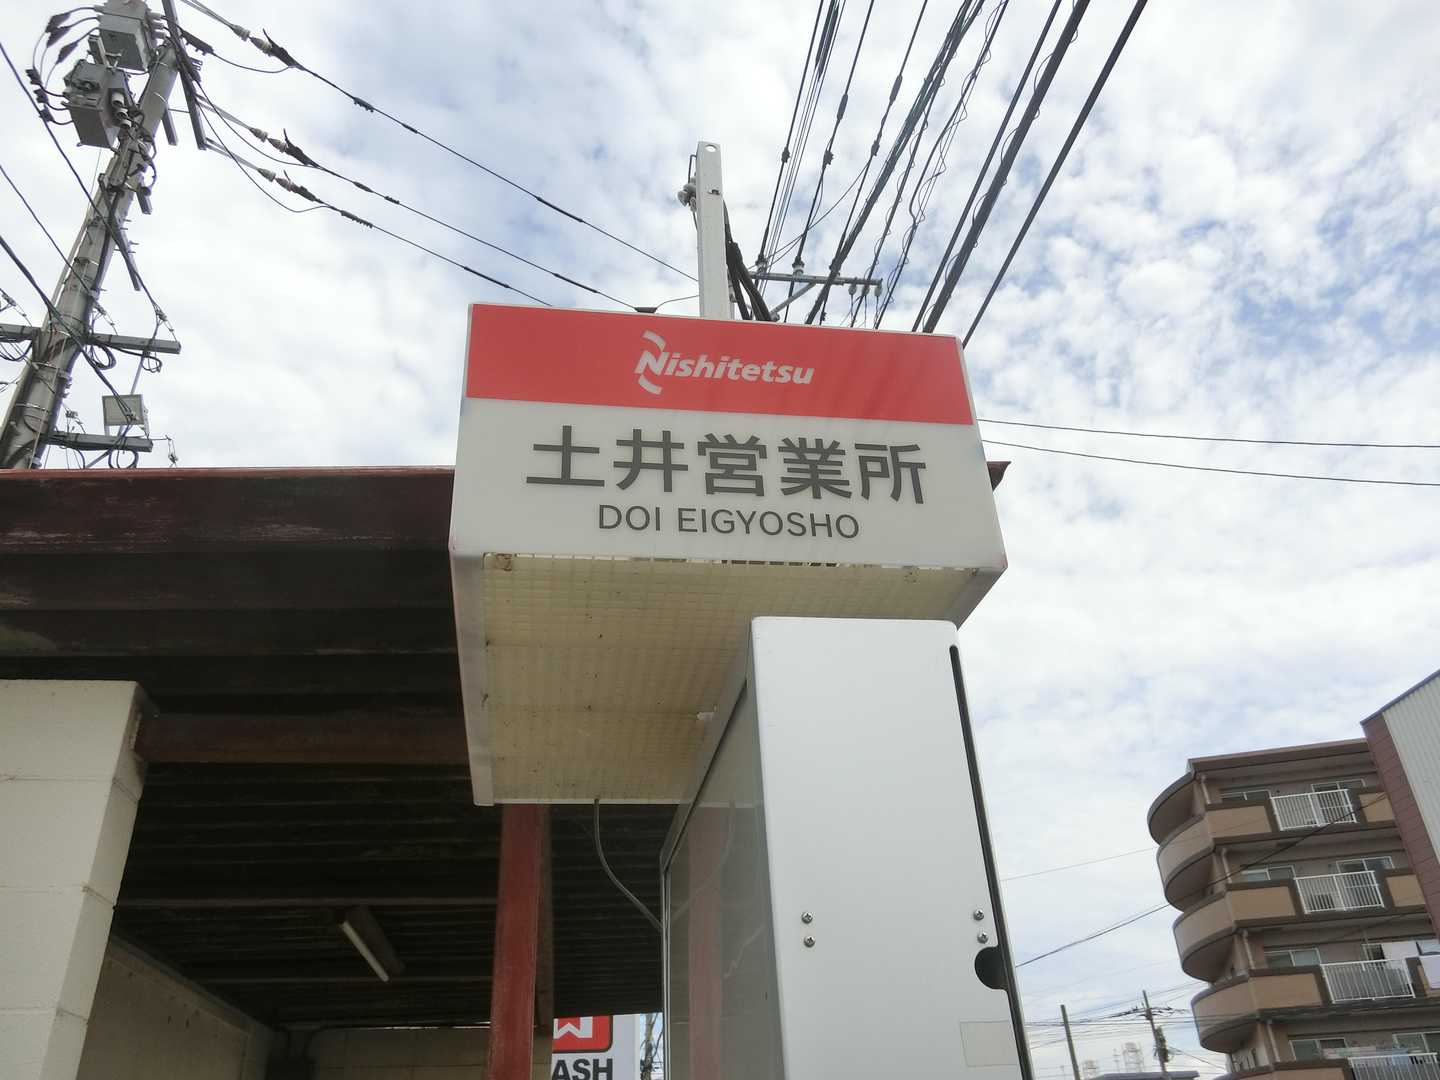 Nishitetsu
土井営業所
DOI EIGYOSHO
ASH